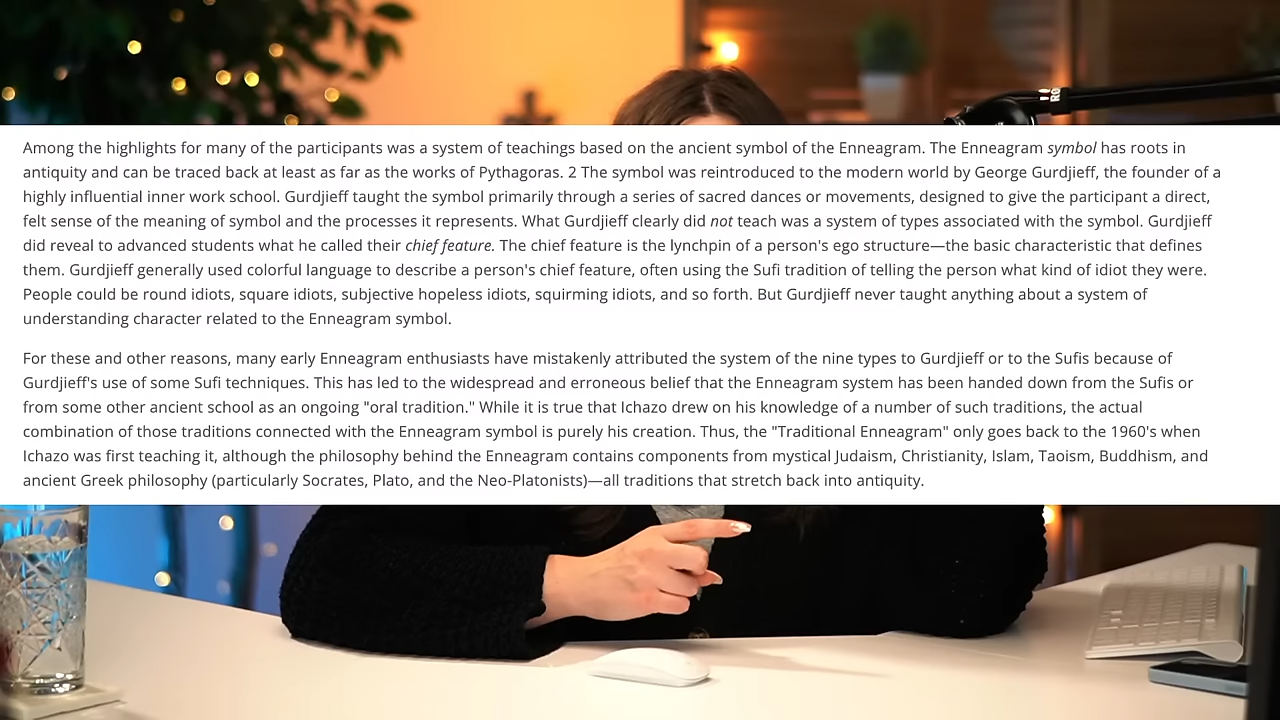 Among the highlights for many of the participants was a system of teachings based on the ancient symbol of the Enneagram. The Enneagram symbol has roots in
antiquity and can be traced back at least as far as the works of Pythagoras. 2 The symbol was reintroduced to the modern world by George Gurdjieff, the founder of a
highly influential inner work school. Gurdjieff taught the symbol primarily through a series of sacred dances or movements, designed to give the participant a direct,
felt sense of the meaning of symbol and the processes it represents. What Gurdjieff clearly did not teach was a system of types associated with the symbol. Gurdjieff
did reveal to advanced students what he called their chief feature. The chief feature is the lynchpin of a person's ego structure—the basic characteristic that defines
them. Gurdjieff generally used colorful language to describe a person's chief feature, often using the Sufi tradition of telling the person what kind of idiot they were.
People could be round idiots, square idiots, subjective hopeless idiots, squirming idiots, and so forth. But Gurdjieff never taught anything about a system of
understanding character related to the Enneagram symbol.
For these and other reasons, many early Enneagram enthusiasts have mistakenly attributed the system of the nine types to Gurdjieff or to the Sufis because of
Gurdjieff's use of some Sufi techniques. This has led to the widespread and erroneous belief that the Enneagram system has been handed down from the Sufis or
from some other ancient school as an ongoing "oral tradition." While it is true that Ichazo drew on his knowledge of a number of such traditions, the actual
combination of those traditions connected with the Enneagram symbol is purely his creation. Thus, the "Traditional Enneagram" only goes back to the 1960's when
Ichazo was first teaching it, although the philosophy behind the Enneagram contains components from mystical Judaism, Christianity, Islam, Taoism, Buddhism, and
ancient Greek philosophy (particularly Socrates, Plato, and the Neo-Platonists)—all traditions that stretch back into antiquity.